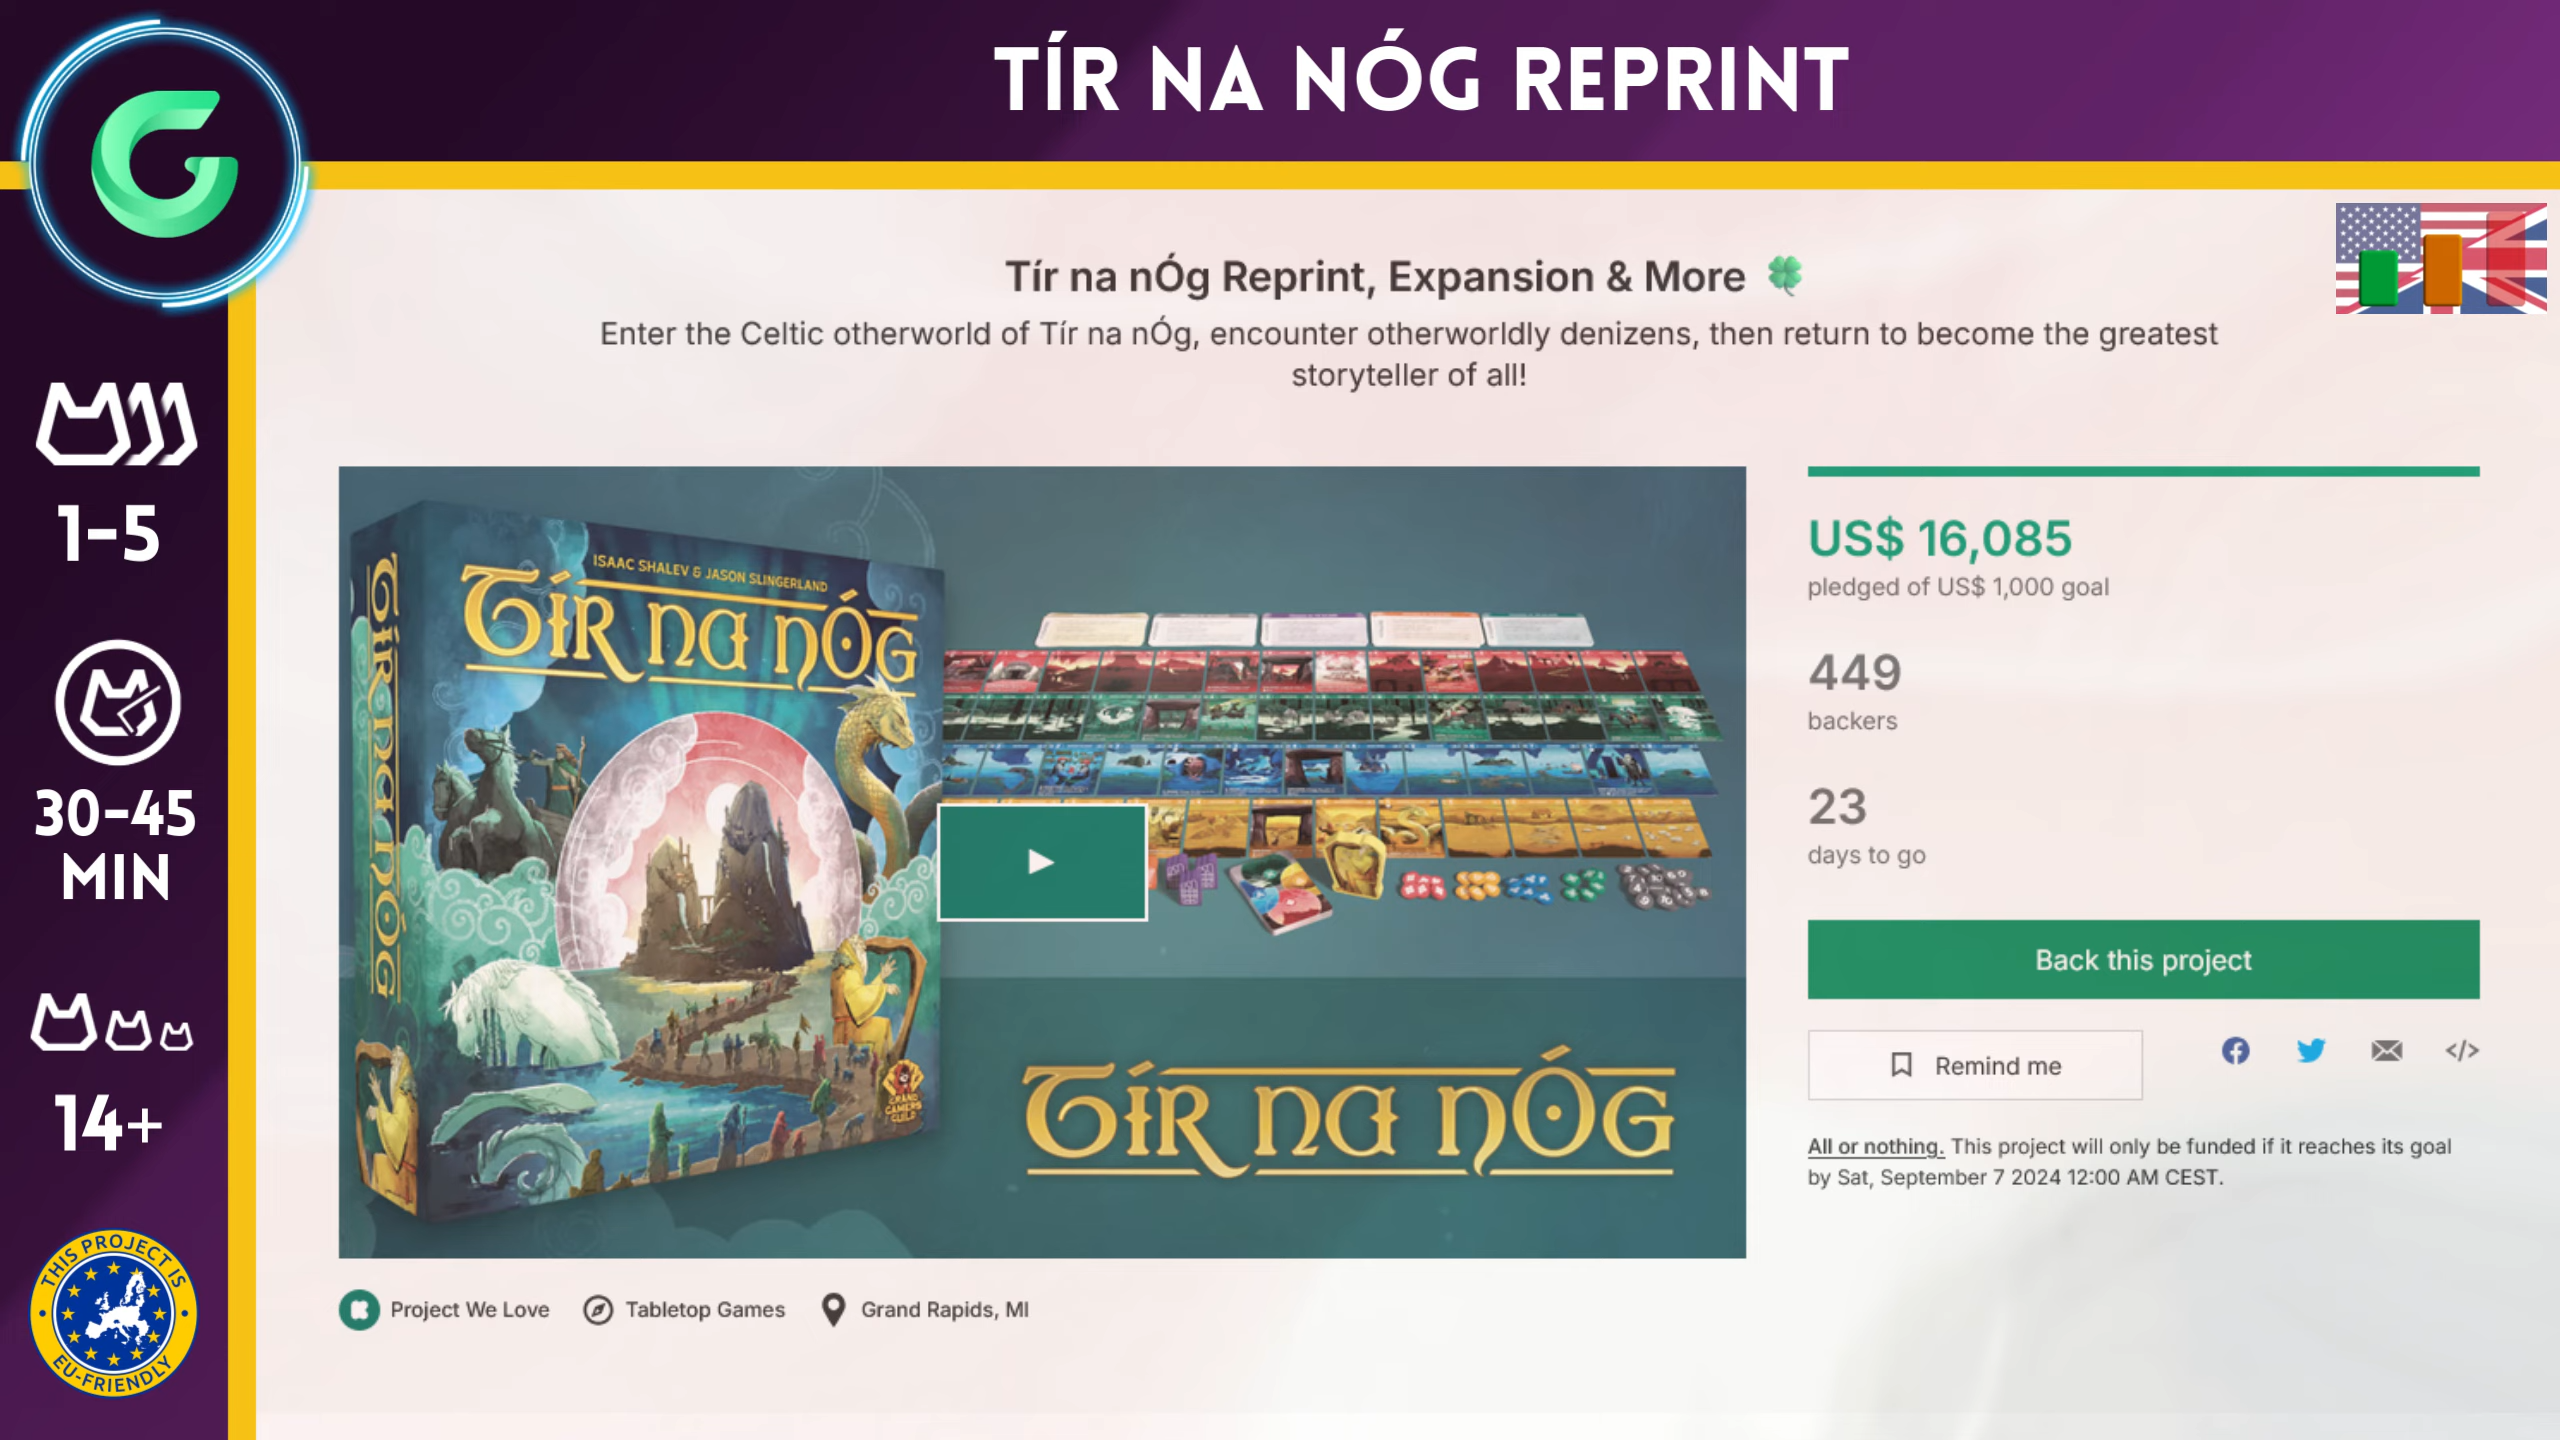 TÍR NA NÓG REPRINT
Tír na nÓg Reprint, Expansion & More 🍀
Enter the Celtic otherworld of Tír na nÓg, encounter otherworldly denizens, then return to become the greatest
storyteller of all!
1-5
30-45
MIN
14+
THIS PROJECT IS
EU-FRIENDLY
ISAAC SHALEV & JASON SLINGERLAND
TÍR NA NÓG
TÍR NA NÓG
GRAND
GAMERS
GUILD
TÍR NA NÓG
US$ 16,085
pledged of US$ 1,000 goal
449
backers
23
days to go
Back this project
Remind me
</>
All or nothing. This project will only be funded if it reaches its goal
by Sat, September 7 2024 12:00 AM CEST.
Project We Love
Tabletop Games
Grand Rapids, MI